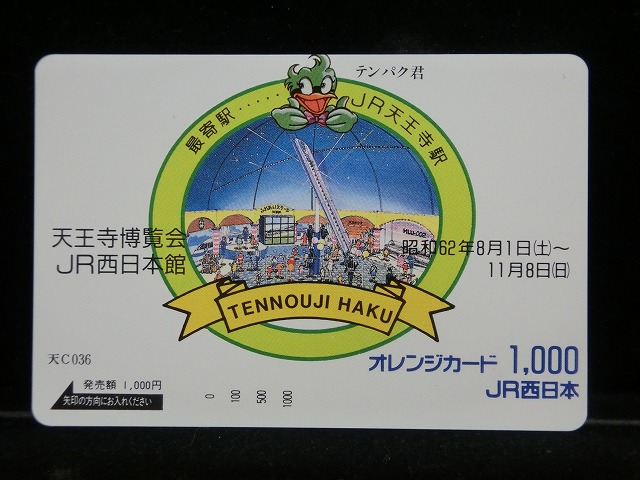 テンパク君
最寄駅……JR天王寺駅
天王寺博覧会
JR西日本館
昭和62年8月1日(土)～
11月8日(日)
TENNOUJI HAKU
天C036
発売額 1,000円
矢印の方向にお入れください
0 100 500 1000
オレンジカード 1,000
JR西日本